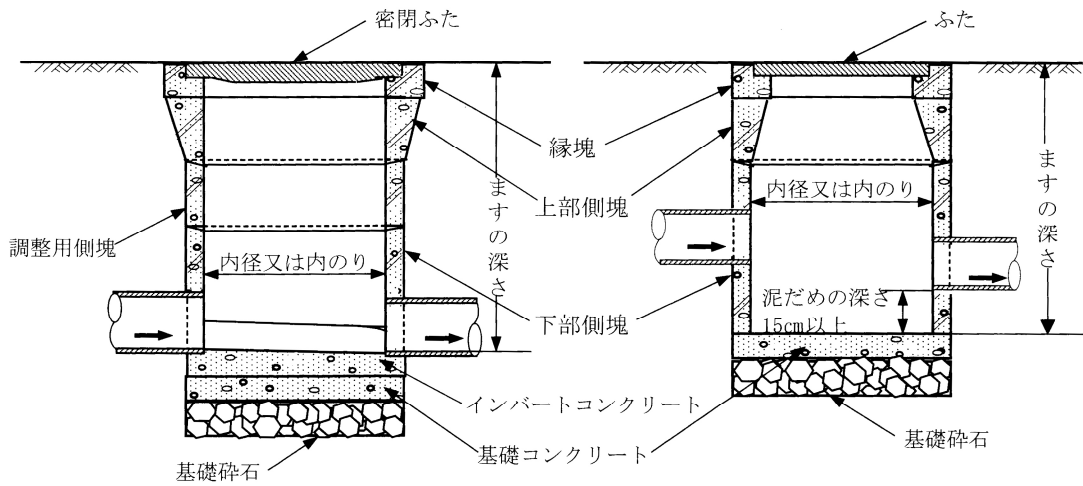 密閉ふた
ふた
縁塊
上部側塊
ますの深さ
ますの深さ
調整用側塊
内径又は内のり
内径又は内のり
下部側塊
泥だめの深さ
15cm以上
インバートコンクリート
基礎コンクリート
基礎砕石
基礎砕石